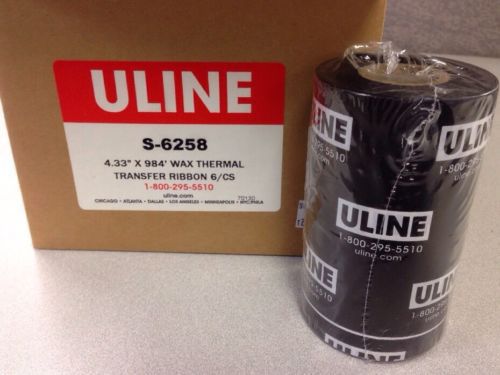 ULINE
S-6258
4.33" X 984' WAX THERMAL
TRANSFER RIBBON 6/CS
1-800-295-5510
uline.com
CHICAGO • ATLANTA • DALLAS • LOS ANGELES • MINNEAPOLIS • NYC/PHILA
ULINE
1-800-295-5510
uline.com
ULINE
1-800-295-5510
uline.com
ULINE
1-800-295-5510
uline.com